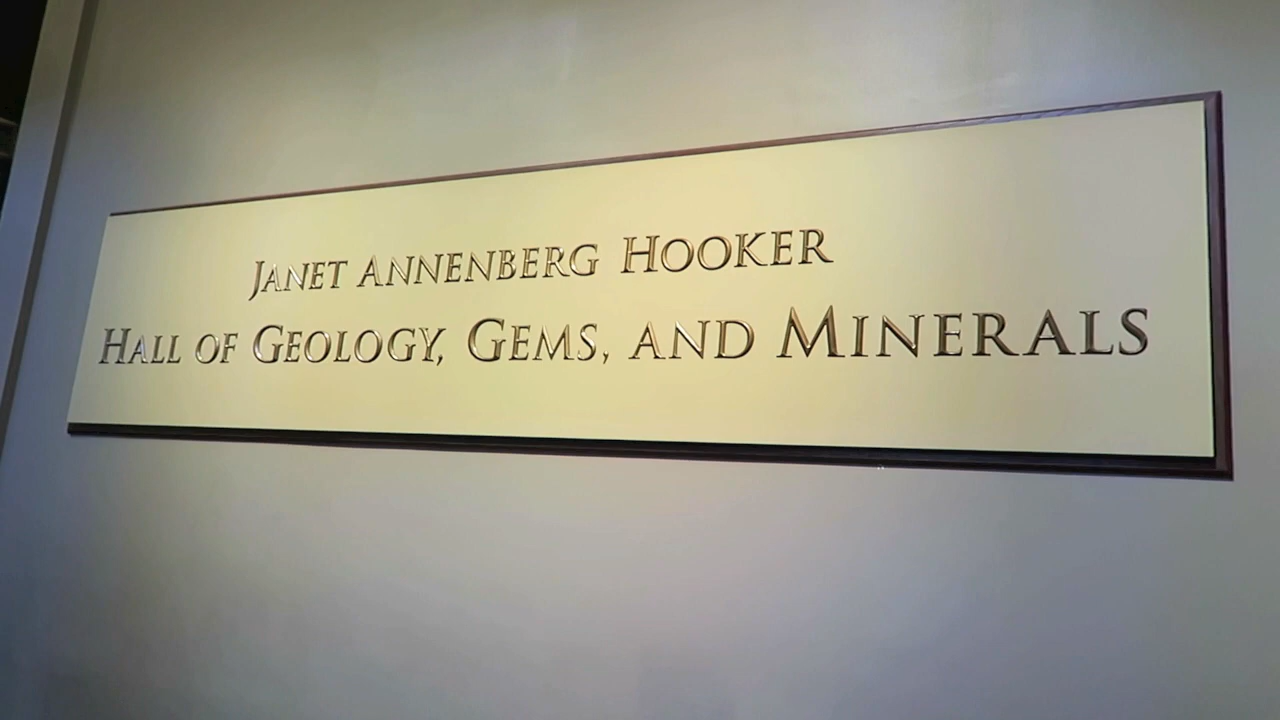 Janet Annenberg Hooker
Hall of Geology, Gems, and Minerals